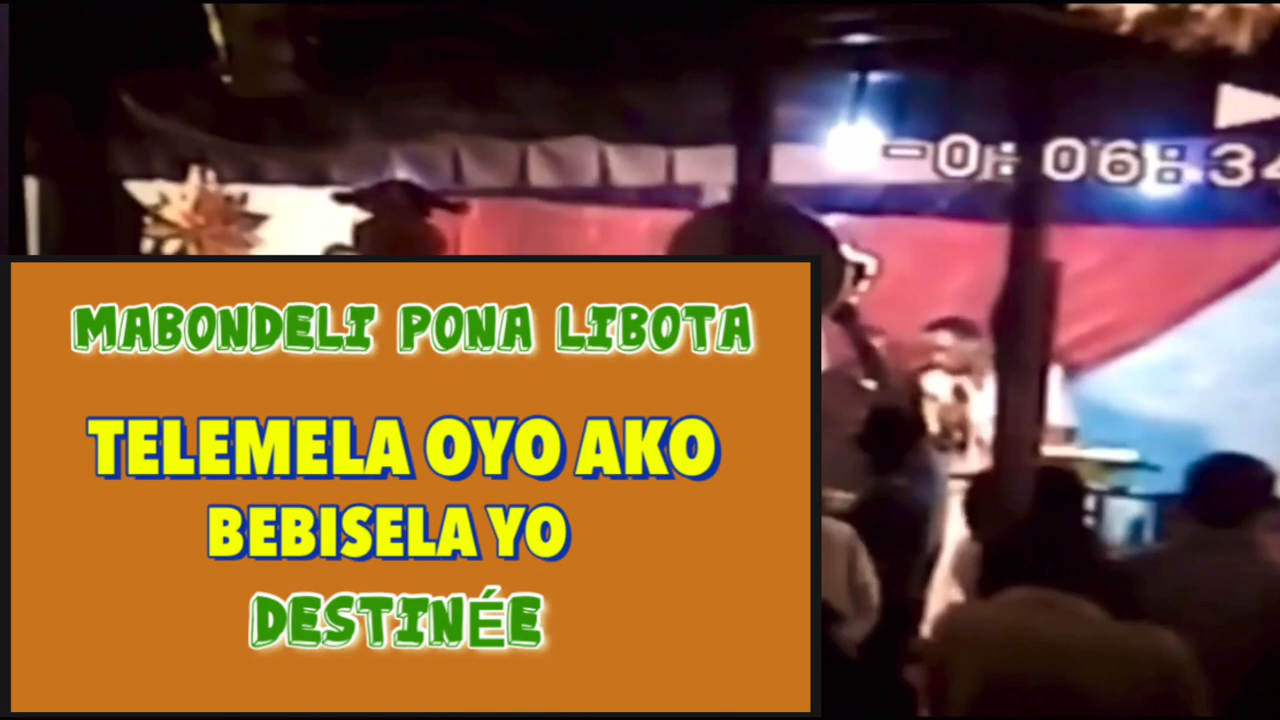 -0:06:34
MABONDELI PONA LIBOTA
TELEMELA OYO AKO
BEBISELA YO
DESTINÉE